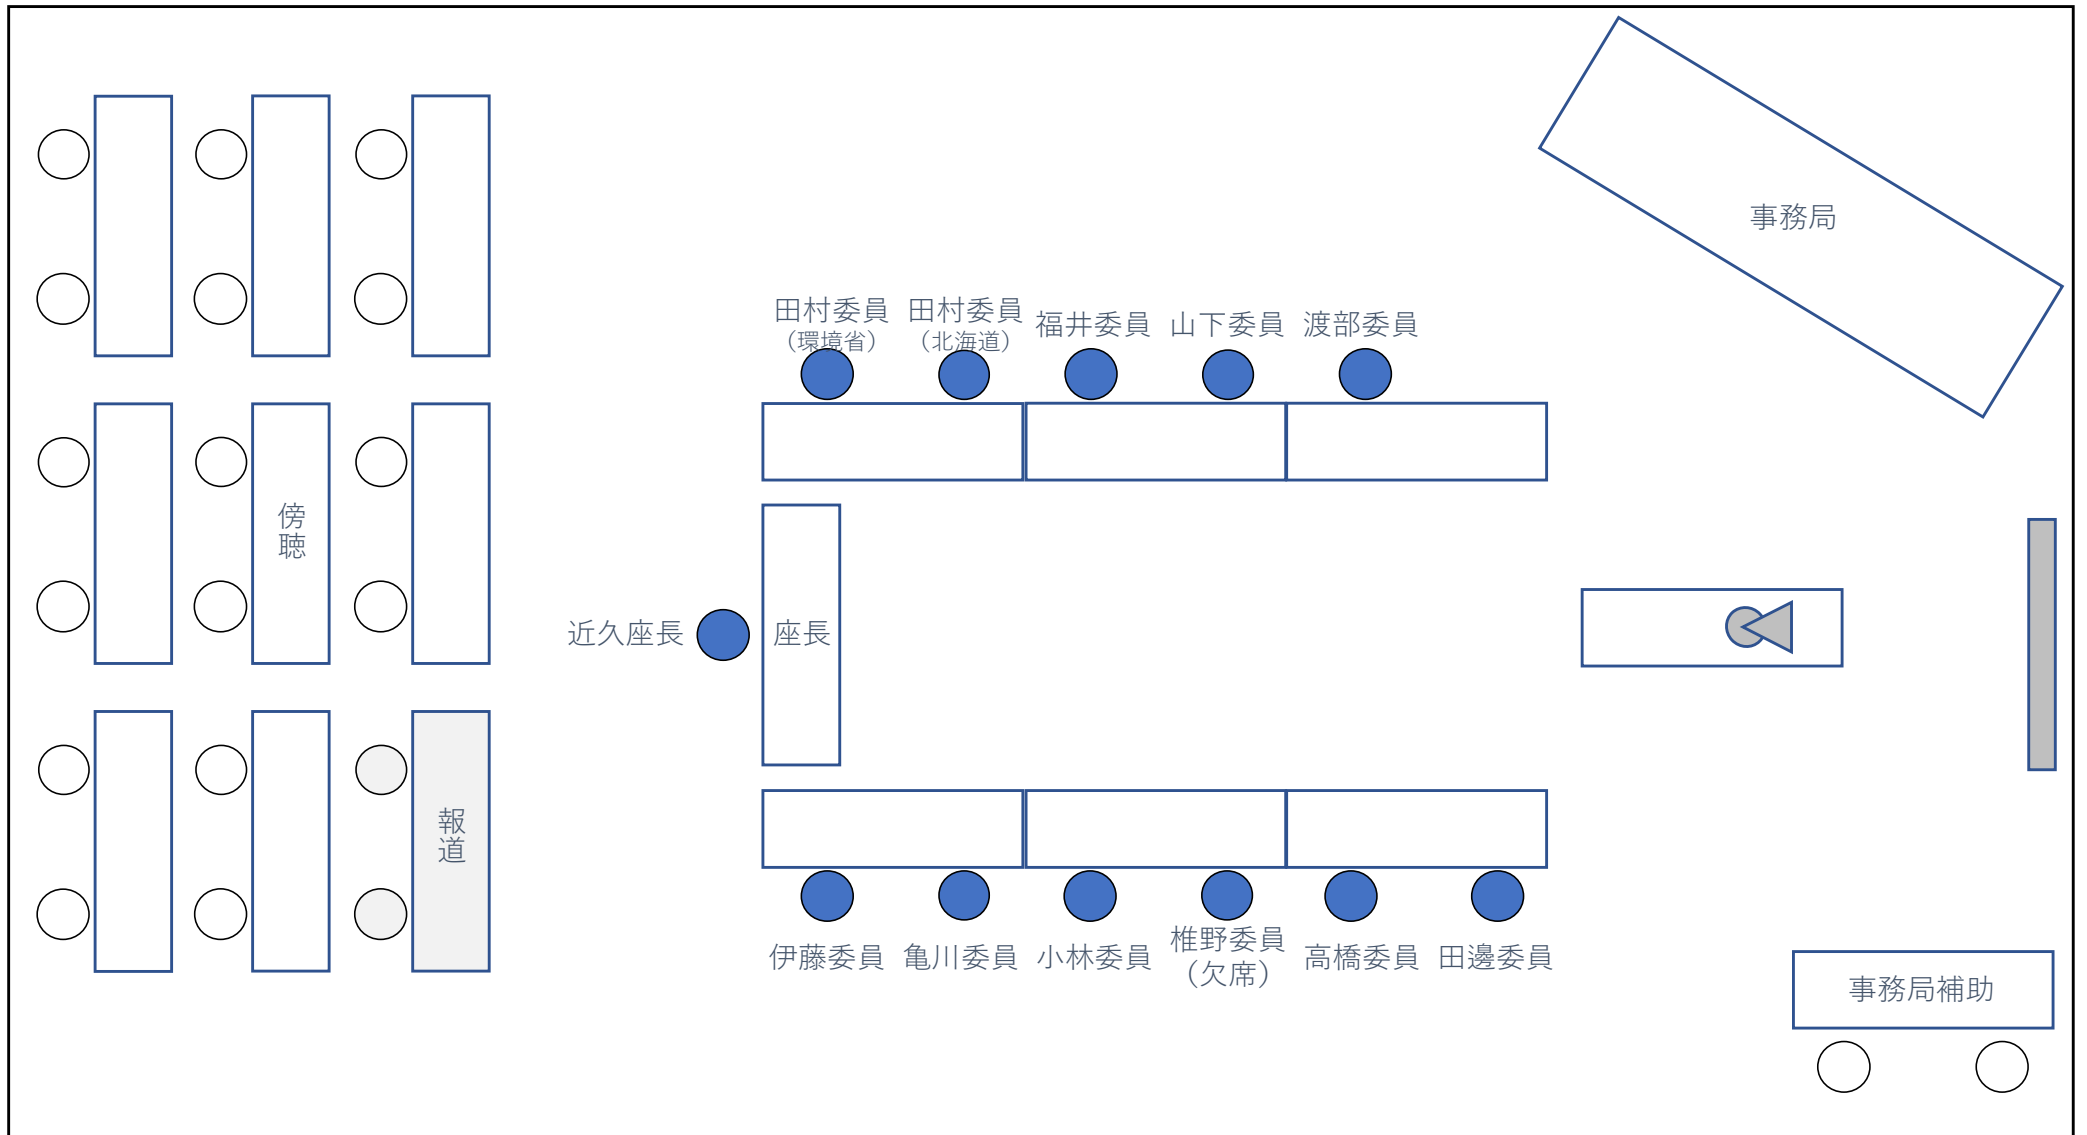 事務局
田村委員
（環境省）
田村委員
（北海道）
福井委員
山下委員
渡部委員
傍聴
近久座長
座長
報道
伊藤委員
亀川委員
小林委員
椎野委員
（欠席）
高橋委員
田邊委員
事務局補助